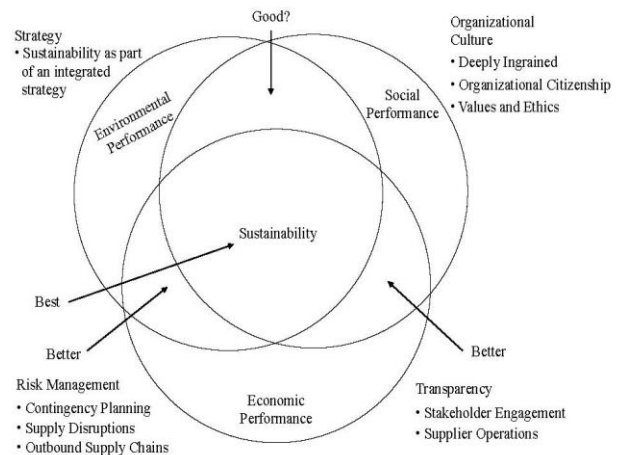 Good?
Strategy
• Sustainability as part
of an integrated
strategy
Organizational
Culture
• Deeply Ingrained
• Organizational Citizenship
• Values and Ethics
Environmental
Performance
Social
Performance
Sustainability
Best
Better
Better
Risk Management
• Contingency Planning
• Supply Disruptions
• Outbound Supply Chains
Economic
Performance
Transparency
• Stakeholder Engagement
• Supplier Operations